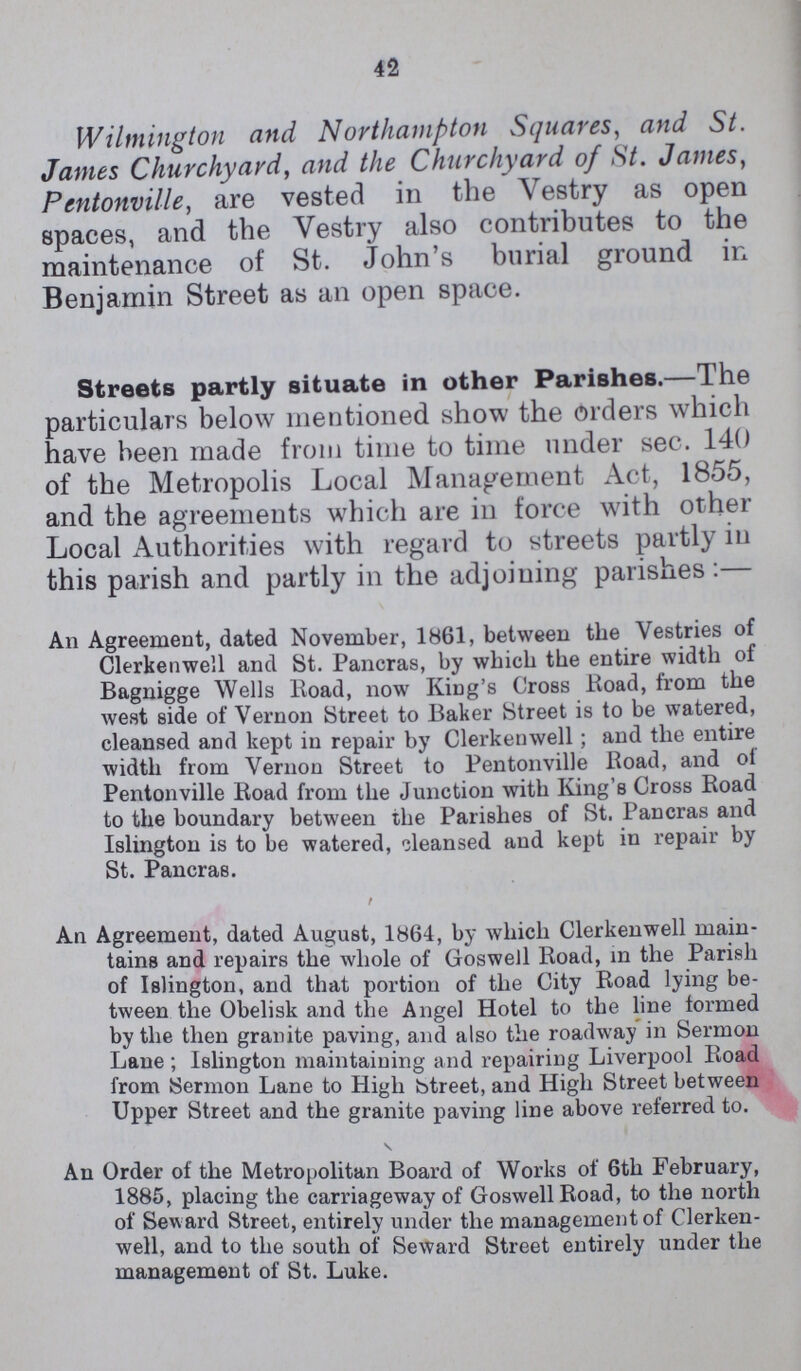 42
Wilmington and Northampton Squares, and St.
James Churchyard, and the Churchyard of St. James,
Pentonville, are vested in the Vestry as open
spaces, and the Vestry also contributes to the
maintenance of St. John's burial ground in
Benjamin Street as an open space.
Streets partly situate in other Parishes.—The
particulars below mentioned show the orders which
have been made from time to time under sec. 140
of the Metropolis Local Management Act, 1855,
and the agreements which are in force with other
Local Authorities with regard to streets partly in
this parish and partly in the adjoining parishes:—
An Agreement, dated November, 1861, between the Vestries of
Clerkenwell and St. Pancras, by which the entire width of
Bagnigge Wells Road, now King's Cross Road, from the
west side of Vernon Street to Baker Street is to be watered,
cleansed and kept in repair by Clerkenwell; and the entire
width from Vernon Street to Pentonville Road, and of
Pentonville Road from the Junction with King's Cross Road
to the boundary between the Parishes of St. Pancras and
Islington is to be watered, cleansed and kept in repair by
St. Pancras.
An Agreement, dated August, 1864, by which Clerkenwell main-
tains and repairs the whole of Goswell Road, in the Parish
of Islington, and that portion of the City Road lying be-
tween the Obelisk and the Angel Hotel to the line formed
by the then granite paving, and also the roadway in Sermon
Lane; Islington maintaining and repairing Liverpool Road
from Sermon Lane to High Street, and High Street between
Upper Street and the granite paving line above referred to.
An Order of the Metropolitan Board of Works of 6th February,
1885, placing the carriageway of Goswell Road, to the north
of Seward Street, entirely under the management of Clerken-
well, and to the south of Seward Street entirely under the
management of St. Luke.